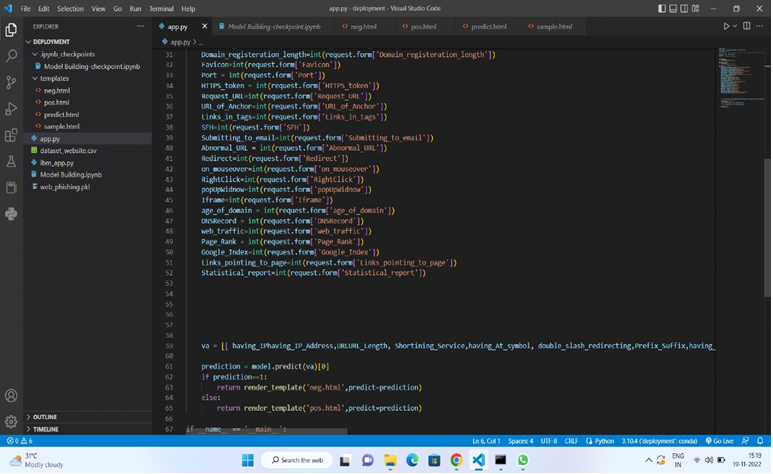 File Edit Selection View Go Run Terminal Help
app.py - deployment - Visual Studio Code
EXPLORER
DEPLOYMENT
.ipynb_checkpoints
Model Building-checkpoint.ipynb
templates
neg.html
pos.html
predict.html
sample.html
app.py
dataset_website.csv
ibm_app.py
Model Building.ipynb
web_phishing.pkl
OUTLINE
TIMELINE
app.py Model Building-checkpoint.ipynb neg.html pos.html predict.html sample.html
app.py > ...
31 Domain_registeration_length=int(request.form['Domain_registeration_length'])
32 Favicon=int(request.form['Favicon'])
33 Port = int(request.form['Port'])
34 HTTPS_token = int(request.form['HTTPS_token'])
35 Request_URL=int(request.form['Request_URL'])
36 URL_of_Anchor=int(request.form['URL_of_Anchor'])
37 Links_in_tags=int(request.form['Links_in_tags'])
38 SFH=int(request.form['SFH'])
39 Submitting_to_email=int(request.form['Submitting_to_email'])
40 Abnormal_URL = int(request.form['Abnormal_URL'])
41 Redirect=int(request.form['Redirect'])
42 on_mouseover=int(request.form['on_mouseover'])
43 RightClick=int(request.form['RightClick'])
44 popUpWidnow=int(request.form['popUpWidnow'])
45 Iframe=int(request.form['Iframe'])
46 age_of_domain = int(request.form['age_of_domain'])
47 DNSRecord = int(request.form['DNSRecord'])
48 web_traffic=int(request.form['web_traffic'])
49 Page_Rank = int(request.form['Page_Rank'])
50 Google_Index=int(request.form['Google_Index'])
51 Links_pointing_to_page=int(request.form['Links_pointing_to_page'])
52 Statistical_report=int(request.form['Statistical_report'])
53
54
55
56
57
58
59 va = [[ having_IPhaving_IP_Address,URLURL_Length, Shortining_Service,having_At_symbol, double_slash_redirecting,Prefix_Suffix,having_
60
61 prediction = model.predict(va)[0]
62 if prediction==1:
63 return render_template('neg.html',predict=prediction)
64 else:
65 return render_template('pos.html',predict=prediction)
66
67 if __name__ == '__main__':
0 6
Ln 6, Col 1 Spaces: 4 UTF-8 CRLF Python 3.10.4 ('deployment': conda) Go Live
31°C
Mostly cloudy
Search the web
ENG
IN
15:19
19-11-2022